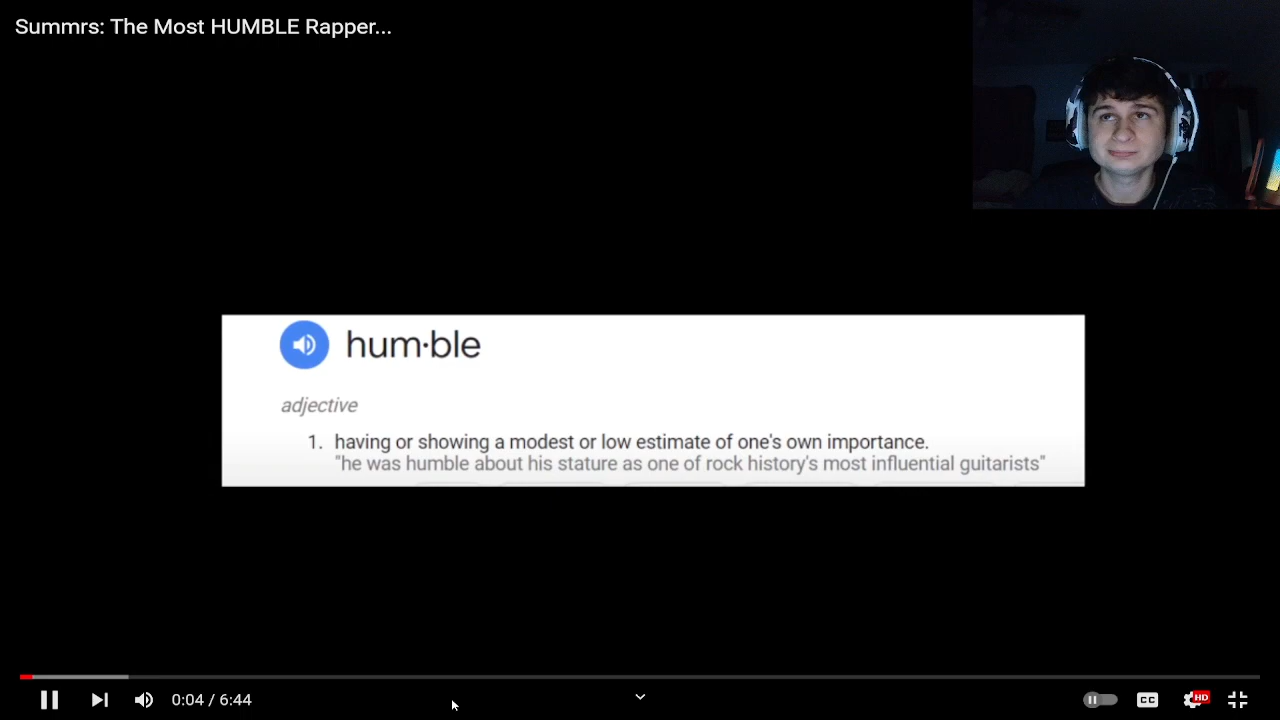 Summrs: The Most HUMBLE Rapper...
hum·ble
adjective
1. having or showing a modest or low estimate of one's own importance.
"he was humble about his stature as one of rock history's most influential guitarists"
0:04 / 6:44
CC
HD